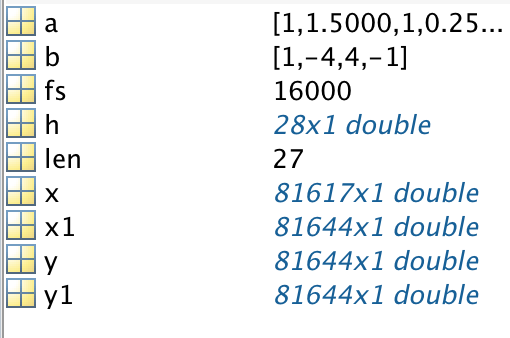 a [1,1.5000,1,0.25...
b [1,-4,4,-1]
fs 16000
h 28x1 double
len 27
x 81617x1 double
x1 81644x1 double
y 81644x1 double
y1 81644x1 double